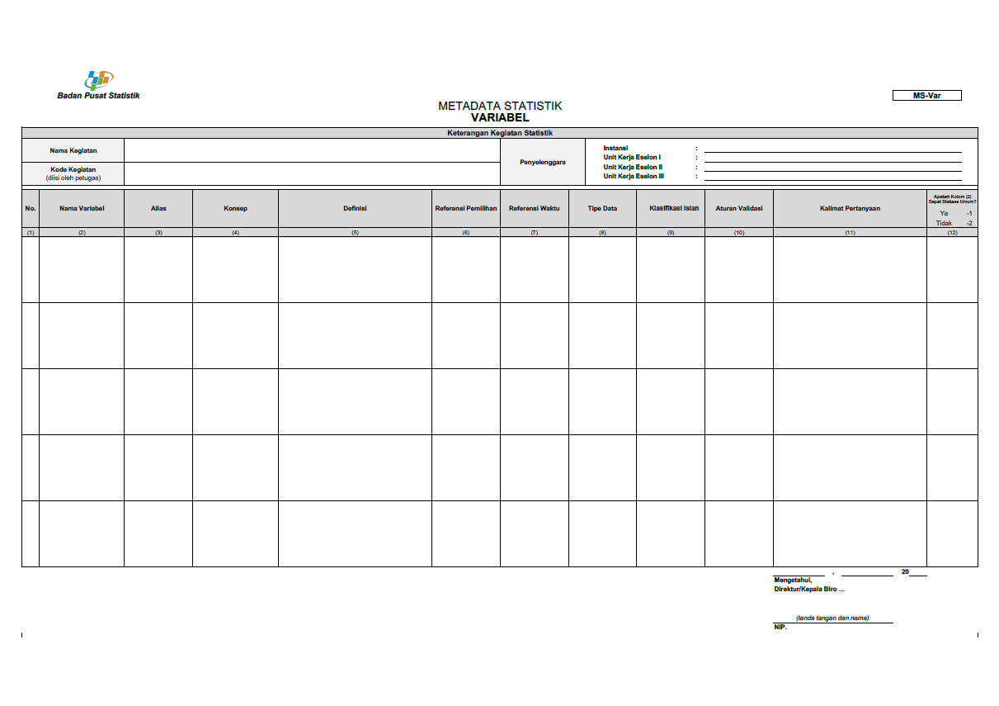 Badan Pusat Statistik
MS-Var
METADATA STATISTIK
VARIABEL
Keterangan Kegiatan Statistik
Nama Kegiatan
Kode Kegiatan
(diisi oleh petugas)
Penyelenggara
Instansi :
Unit Kerja Eselon I :
Unit Kerja Eselon II :
Unit Kerja Eselon III :
No. Nama Variabel Alias Konsep Definisi Referensi Pemilihan Referensi Waktu Tipe Data Klasifikasi Isian Aturan Validasi Kalimat Pertanyaan
Apakah Kolom (2)
Dapat Diakses Umum?
Ya -1
Tidak -2
(1) (2) (3) (4) (5) (6) (7) (8) (9) (10) (11) (12)
, 20
Mengetahui,
Direktur/Kepala Biro ...
(tanda tangan dan nama)
NIP.